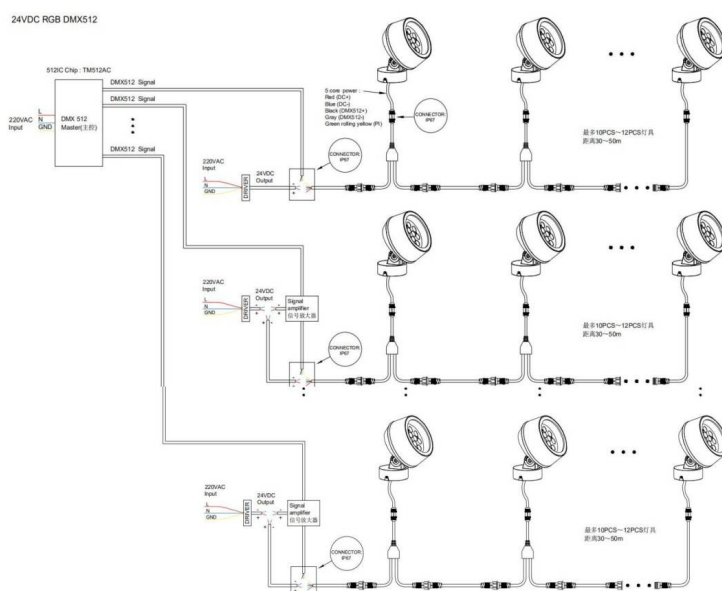 24VDC RGB DMX512
512IC Chip : TM512AC
DMX512 Signal
DMX512 Signal
DMX512 Signal
220VAC
Input
L
N
GND
DMX 512
Master(主控)
5 core power :
Red (DC+)
Blue (DC-)
Black (DMX512+)
Gray (DMX512-)
Green rolling yellow (PI)
CONNECTOR
IP67
CONNECTOR
IP67
最多10PCS～12PCS灯具
距离30～50m
220VAC
Input
L
N
GND
DRIVER
24VDC
Output
- -
+ +
220VAC
Input
L
N
GND
DRIVER
24VDC
Output
Signal
amplifier
信号放大器
CONNECTOR
IP67
最多10PCS～12PCS灯具
距离30～50m
220VAC
Input
L
N
GND
DRIVER
24VDC
Output
Signal
amplifier
信号放大器
CONNECTOR
IP67
最多10PCS～12PCS灯具
距离30～50m